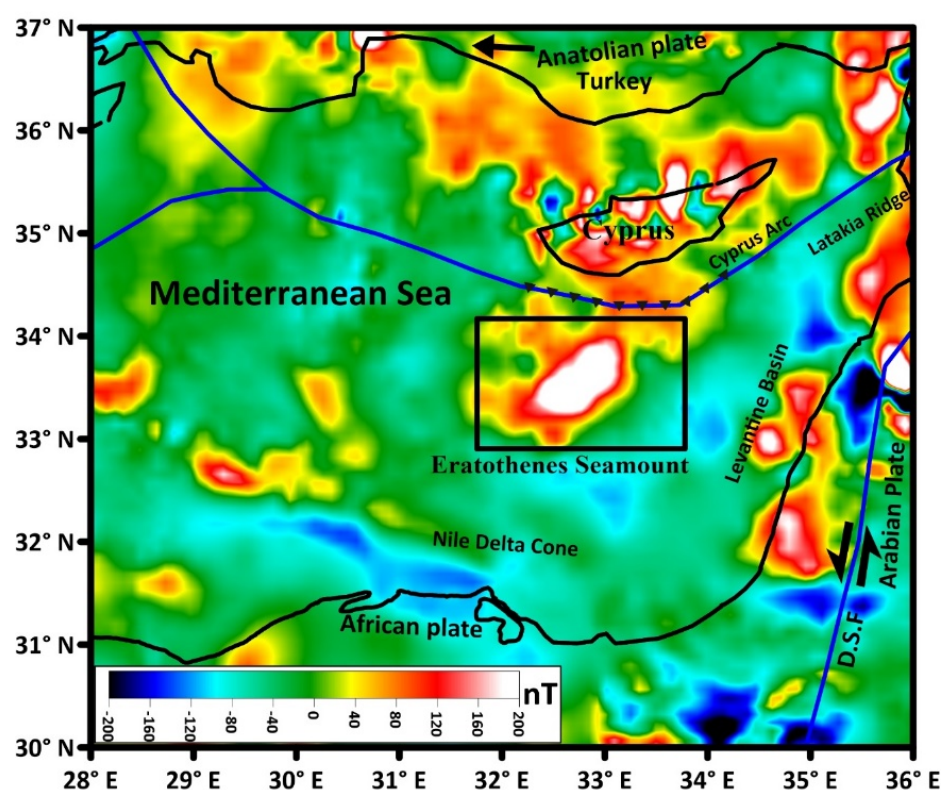 37° N
36° N
35° N
34° N
33° N
32° N
31° N
30° N
Anatolian plate
Turkey
Cyprus
Cyprus Arc
Latakia Ridge
Mediterranean Sea
Levantine Basin
Eratothenes Seamount
Nile Delta Cone
Arabian Plate
African plate
D.S.F
nT
-200
-160
-120
-80
-40
0
40
80
120
160
200
28° E
29° E
30° E
31° E
32° E
33° E
34° E
35° E
36° E